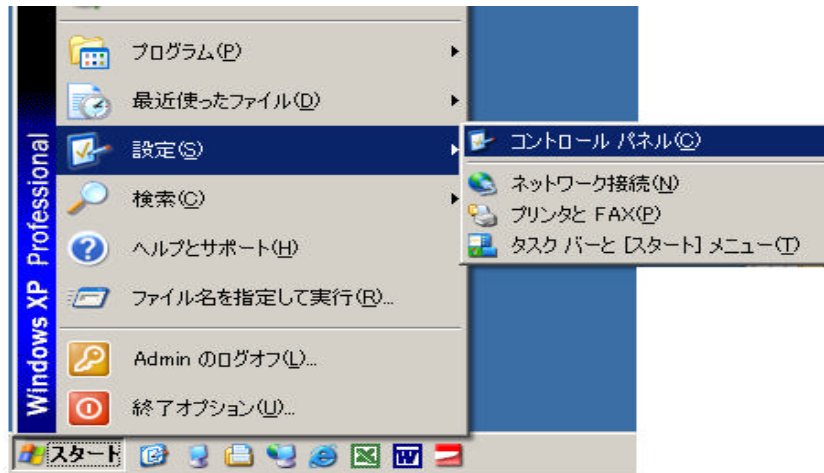 プログラム(P)
最近使ったファイル(D)
設定(S)
検索(C)
ヘルプとサポート(H)
ファイル名を指定して実行(R)...
Admin のログオフ(L)...
終了オプション(U)...
Windows XP Professional
コントロール パネル(C)
ネットワーク接続(N)
プリンタと FAX(P)
タスク バーと [スタート] メニュー(T)
スタート